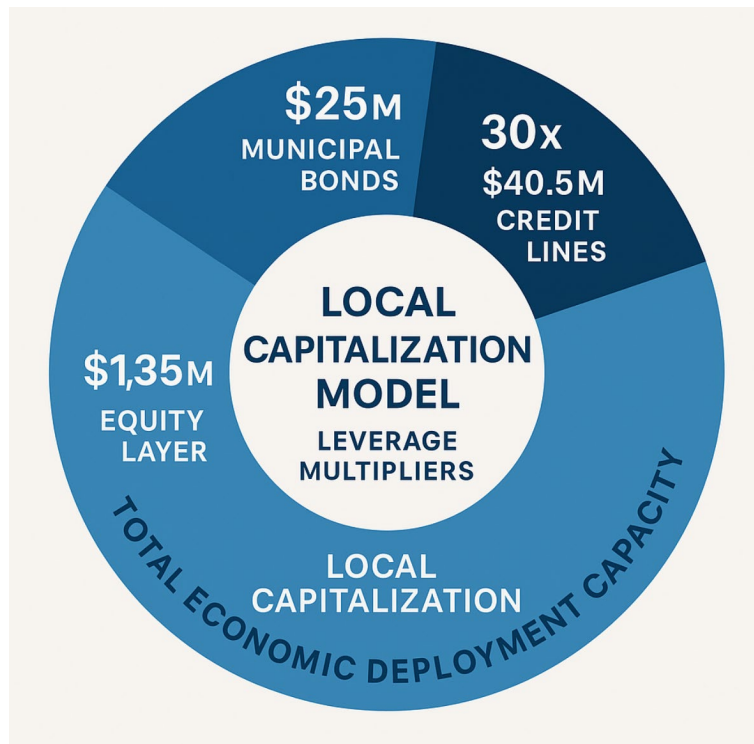 $25M
MUNICIPAL
BONDS
30x
$40.5M
CREDIT
LINES
LOCAL
CAPITALIZATION
MODEL
LEVERAGE
MULTIPLIERS
$1,35M
EQUITY
LAYER
LOCAL
CAPITALIZATION
TOTAL ECONOMIC DEPLOYMENT CAPACITY